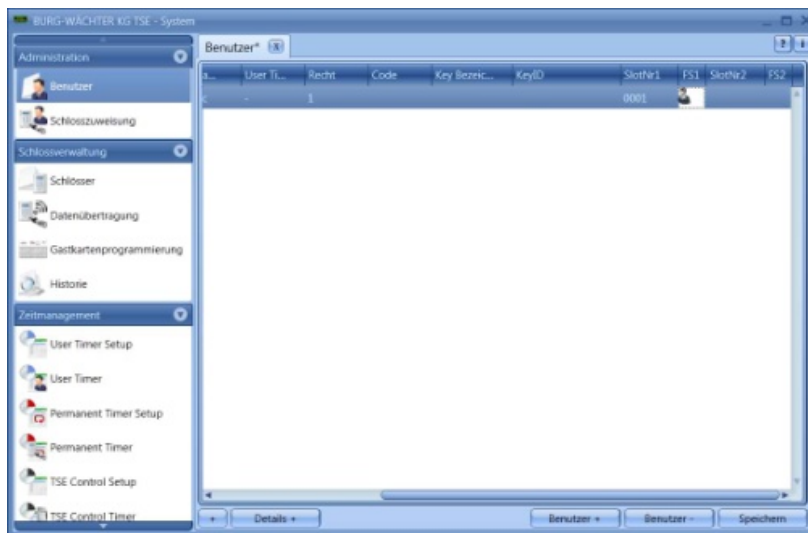 BURG-WÄCHTER KG TSE - System
Administration
Benutzer
Schlosszuweisung
Schlossverwaltung
Schlösser
Datenübertragung
Gastkartenprogrammierung
Historie
Zeitmanagement
User Timer Setup
User Timer
Permanent Timer Setup
Permanent Timer
TSE Control Setup
TSE Control Timer
Benutzer* X ? i
a... User Ti... Recht Code Key Bezeic... KeyID SlotNr1 FS1 SlotNr2 FS2
c - 1 0001
+ Details + Benutzer + Benutzer - Speichern